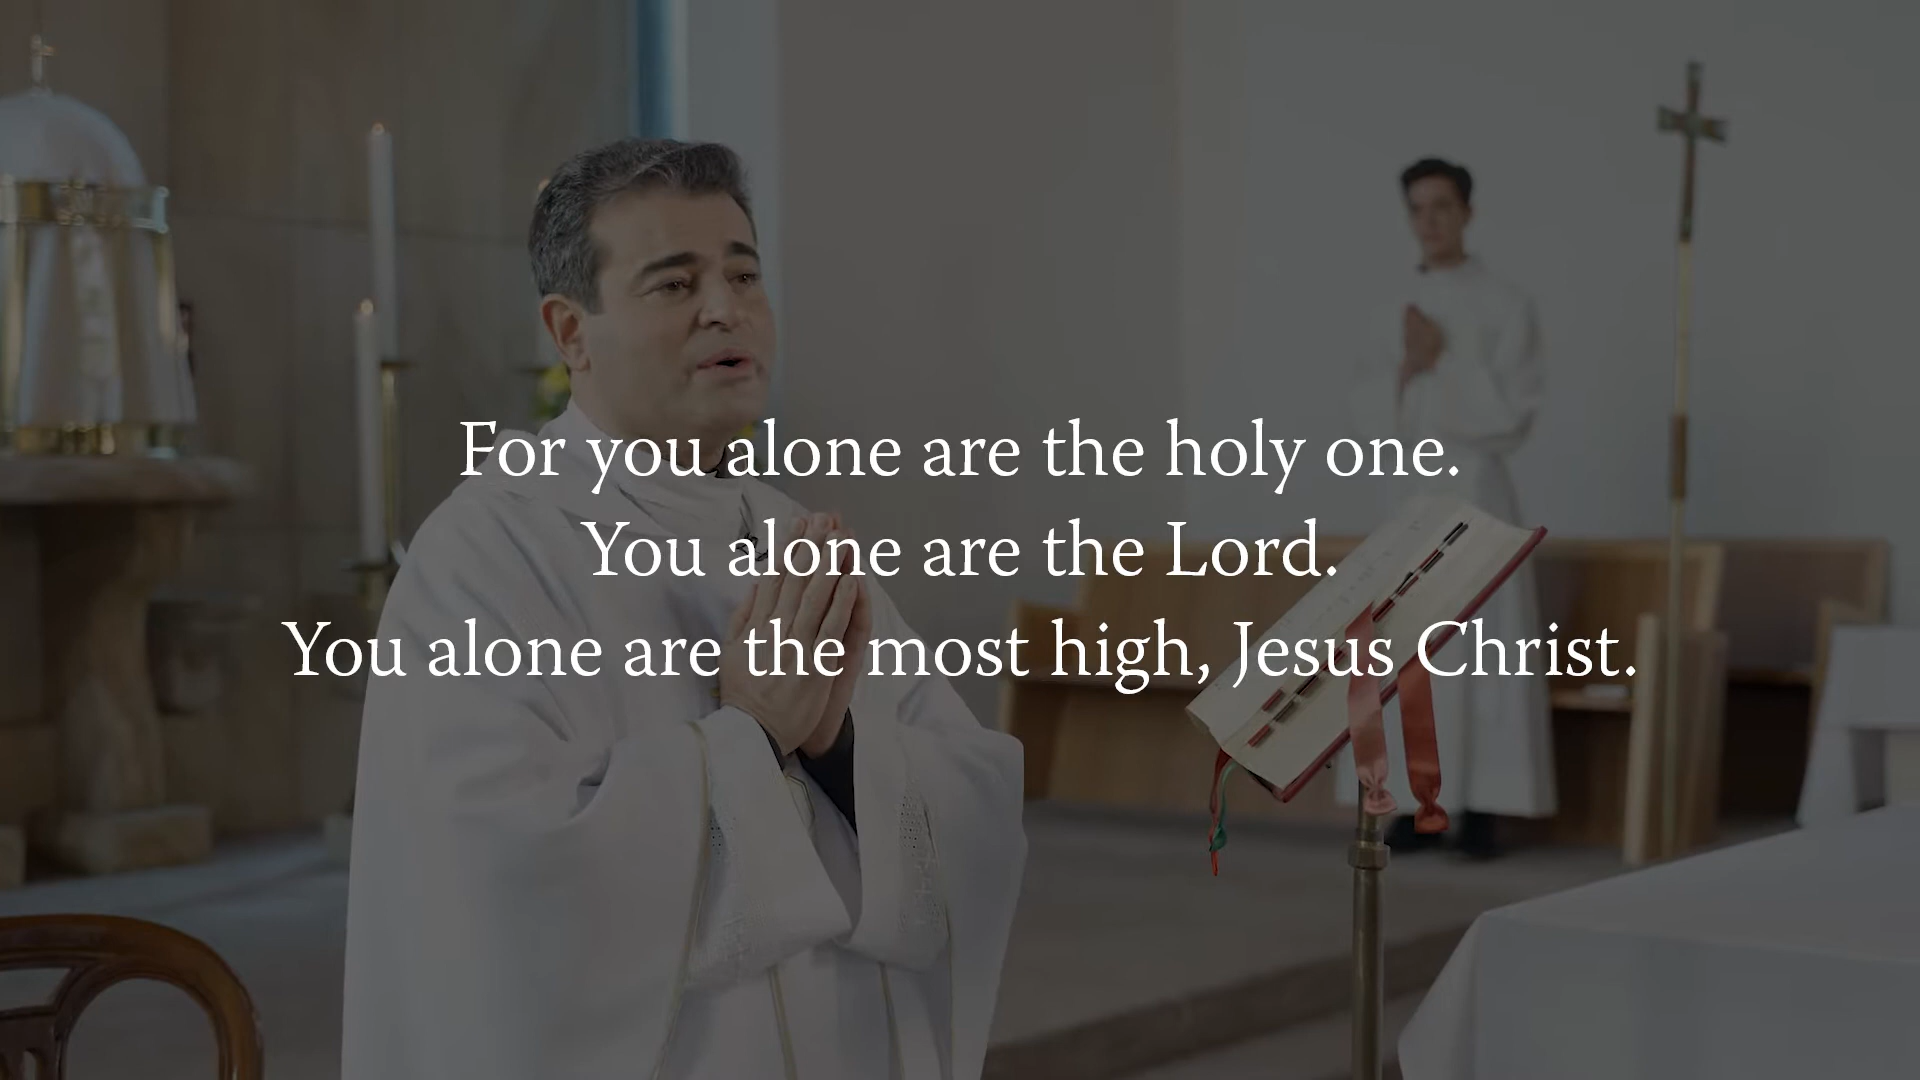 For you alone are the holy one.
You alone are the Lord.
You alone are the most high, Jesus Christ.